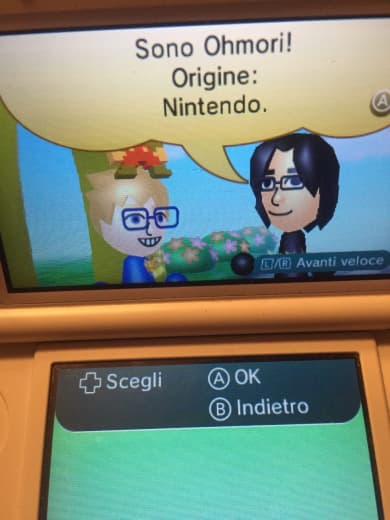 Sono Ohmori!
Origine:
Nintendo.
A
L/R Avanti veloce
Scegli
A OK
B Indietro